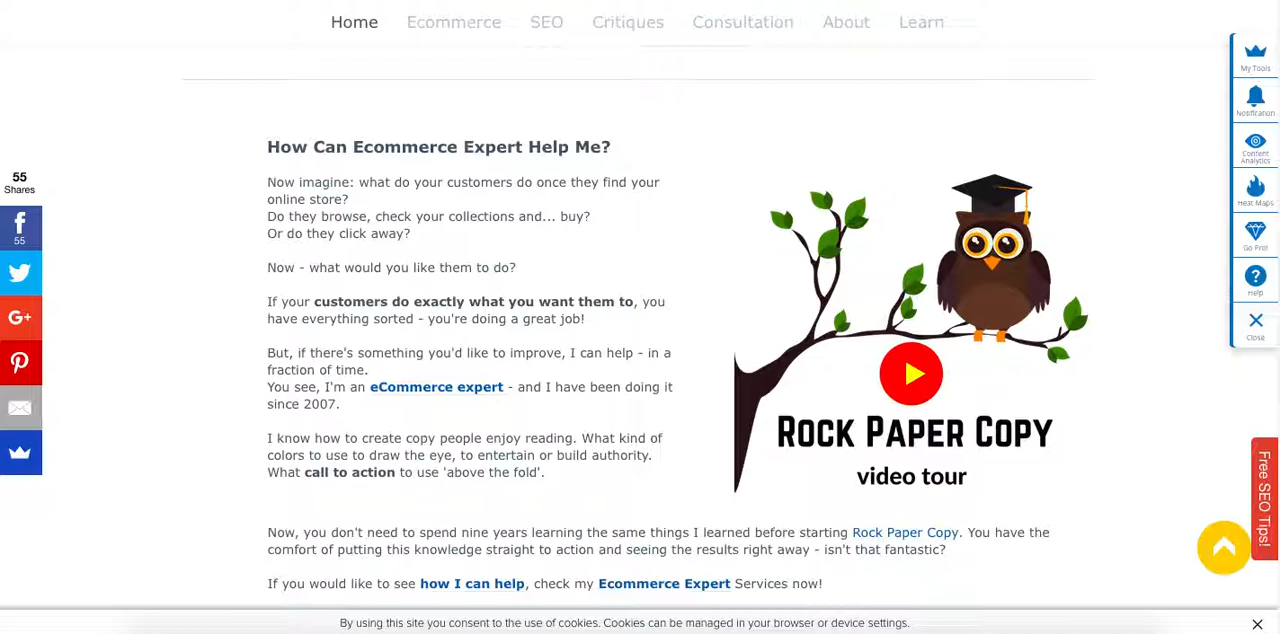 Home Ecommerce SEO Critiques Consultation About Learn
My Tools
Notification
Content
Analytics
Heat Maps
Go Pro!
Help
Close
55
Shares
55
G+
How Can Ecommerce Expert Help Me?
Now imagine: what do your customers do once they find your
online store?
Do they browse, check your collections and... buy?
Or do they click away?
Now - what would you like them to do?
If your customers do exactly what you want them to, you
have everything sorted - you're doing a great job!
But, if there's something you'd like to improve, I can help - in a
fraction of time.
You see, I'm an eCommerce expert - and I have been doing it
since 2007.
I know how to create copy people enjoy reading. What kind of
colors to use to draw the eye, to entertain or build authority.
What call to action to use 'above the fold'.
Rock Paper Copy
video tour
Now, you don't need to spend nine years learning the same things I learned before starting Rock Paper Copy. You have the
comfort of putting this knowledge straight to action and seeing the results right away - isn't that fantastic?
If you would like to see how I can help, check my Ecommerce Expert Services now!
Free SEO Tips!
By using this site you consent to the use of cookies. Cookies can be managed in your browser or device settings.